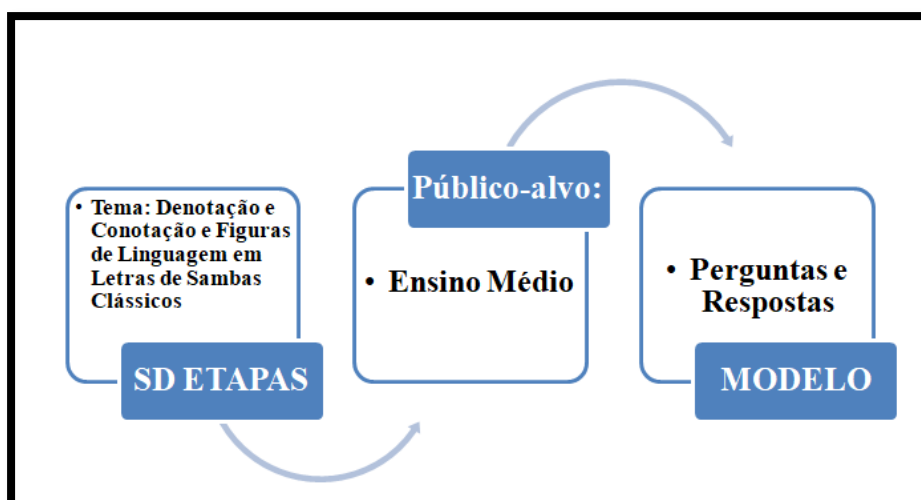 • Tema: Denotação e
Conotação e Figuras
de Linguagem em
Letras de Sambas
Clássicos
SD ETAPAS
Público-alvo:
• Ensino Médio
• Perguntas e
Respostas
MODELO